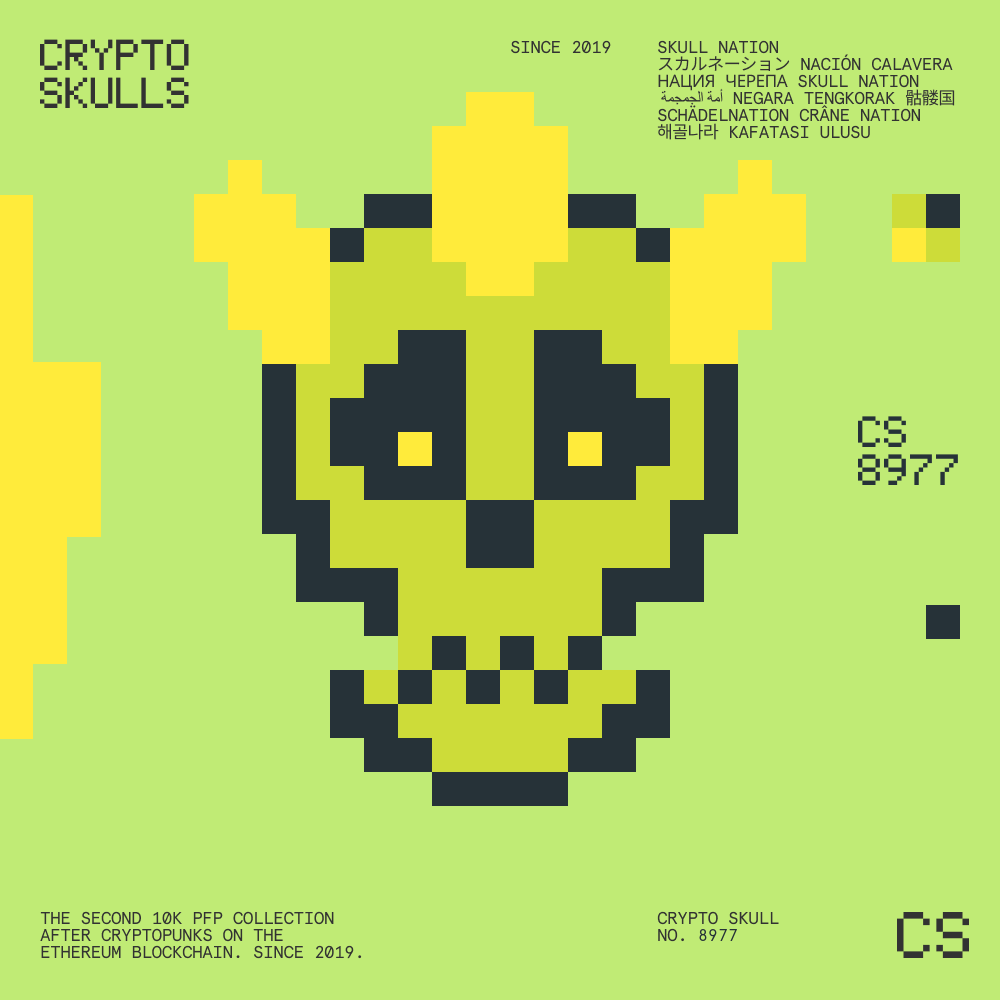 CRYPTO
SKULLS
SINCE 2019
SKULL NATION
スカルネーション NACIÓN CALAVERA
НАЦИЯ ЧЕРЕПА SKULL NATION
أمة الجمجمة NEGARA TENGKORAK 骷髅国
SCHÄDELNATION CRÂNE NATION
해골나라 KAFATASI ULUSU
CS
8977
THE SECOND 10K PFP COLLECTION
AFTER CRYPTOPUNKS ON THE
ETHEREUM BLOCKCHAIN. SINCE 2019.
CRYPTO SKULL
NO. 8977
CS